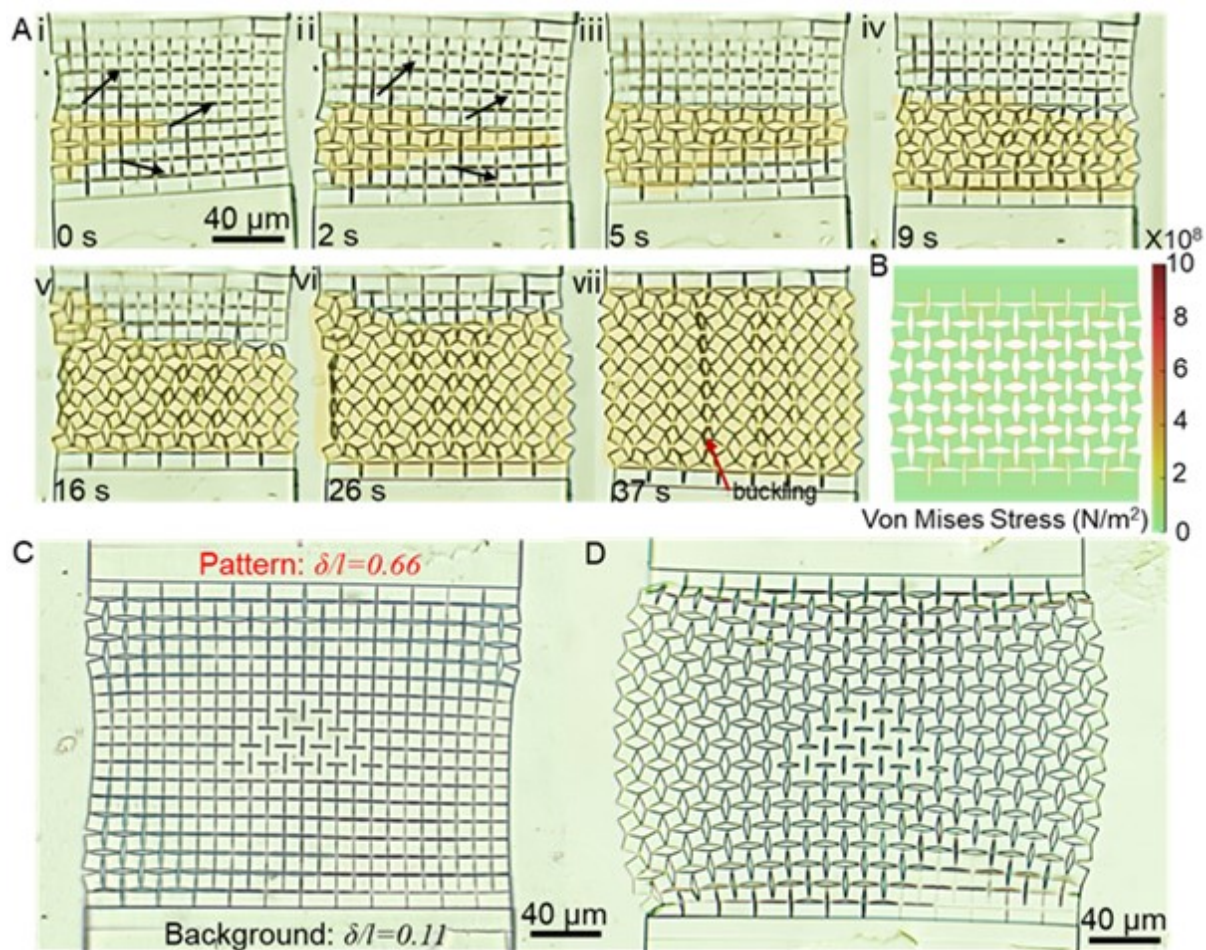 A i
ii
iii
iv
0 s
40 µm
2 s
5 s
9 s
X10⁸
v
vi
vii
B
10
8
6
4
2
0
16 s
26 s
37 s
buckling
Von Mises Stress (N/m²)
C
Pattern: δ/l=0.66
D
Background: δ/l=0.11
40 µm
40 µm